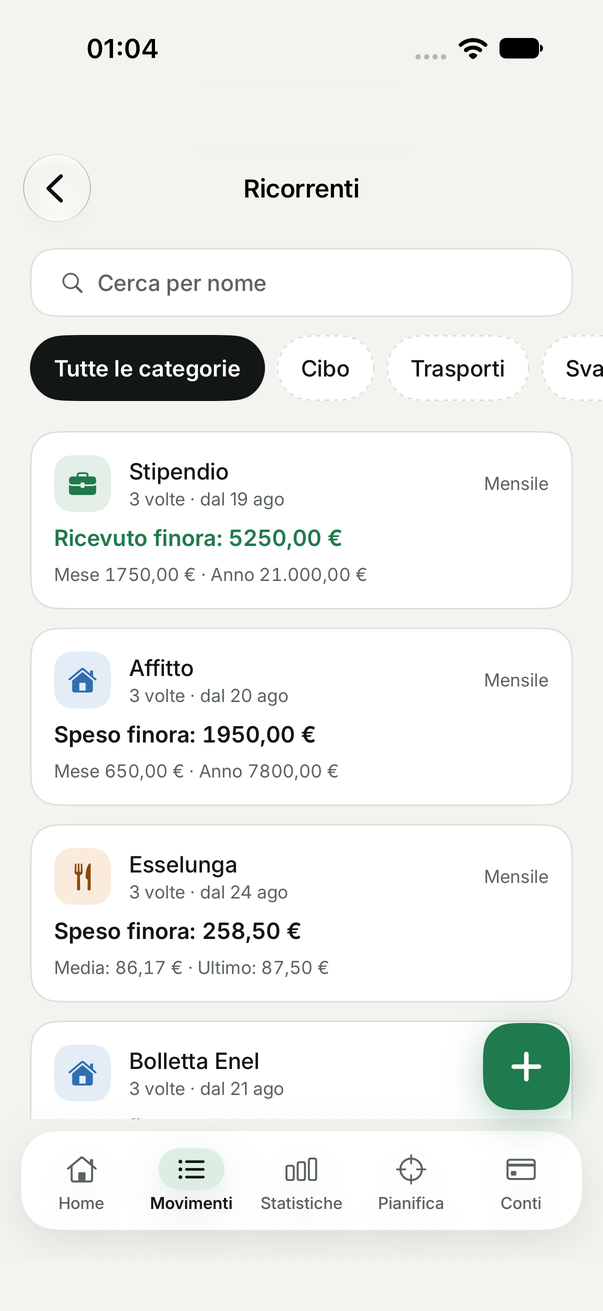 01:04
Ricorrenti
Cerca per nome
Tutte le categorie
Cibo
Trasporti
Sva
Stipendio
3 volte · dal 19 ago
Mensile
Ricevuto finora: 5250,00 €
Mese 1750,00 € · Anno 21.000,00 €
Affitto
3 volte · dal 20 ago
Mensile
Speso finora: 1950,00 €
Mese 650,00 € · Anno 7800,00 €
Esselunga
3 volte · dal 24 ago
Mensile
Speso finora: 258,50 €
Media: 86,17 € · Ultimo: 87,50 €
Bolletta Enel
3 volte · dal 21 ago
Home
Movimenti
Statistiche
Pianifica
Conti